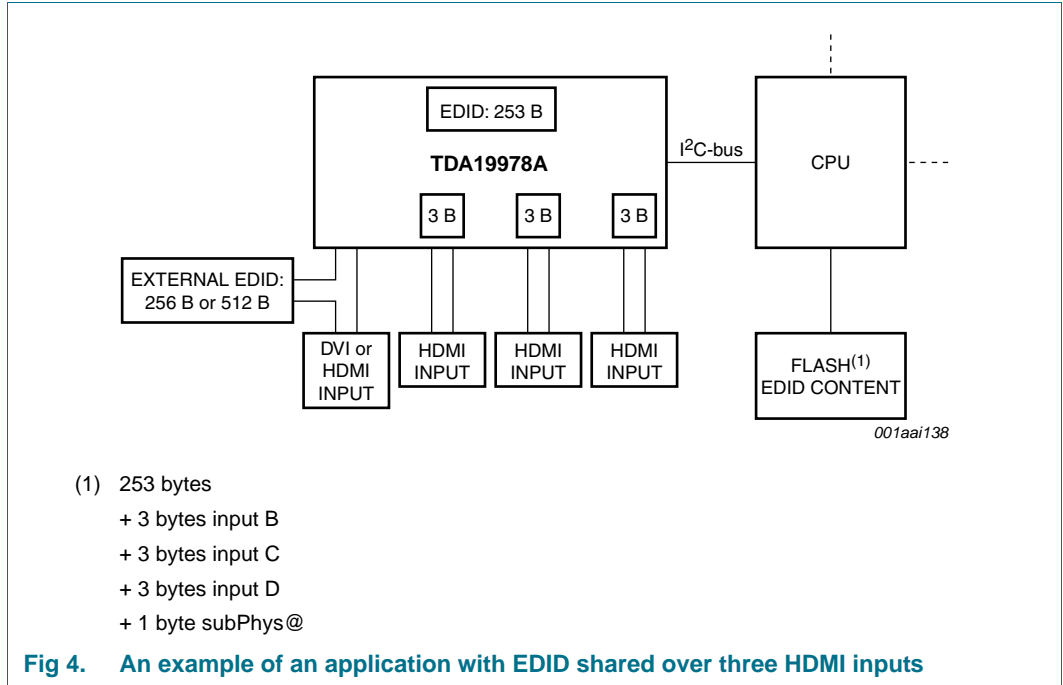 EDID: 253 B
TDA19978A
3 B
3 B
3 B
I2C-bus
CPU
EXTERNAL EDID:
256 B or 512 B
DVI or
HDMI
INPUT
HDMI
INPUT
HDMI
INPUT
HDMI
INPUT
FLASH(1)
EDID CONTENT
001aai138
(1) 253 bytes
+ 3 bytes input B
+ 3 bytes input C
+ 3 bytes input D
+ 1 byte subPhys@
Fig 4. An example of an application with EDID shared over three HDMI inputs